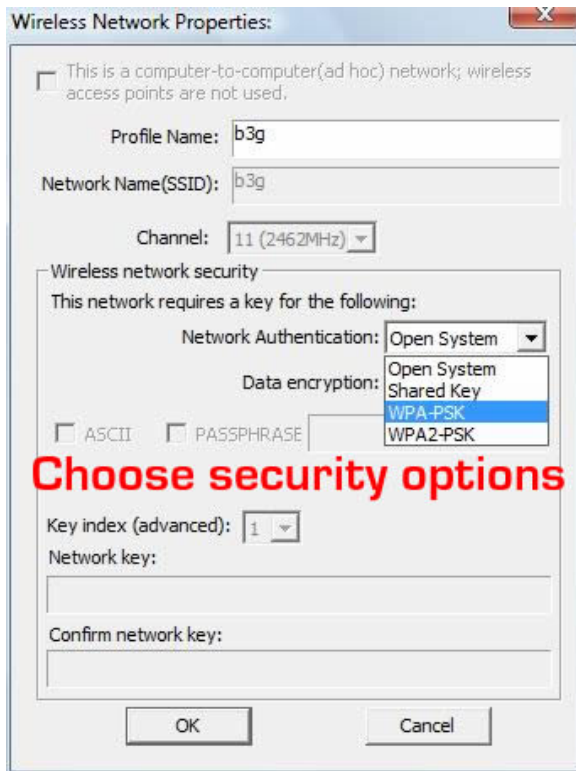 Wireless Network Properties:
This is a computer-to-computer(ad hoc) network; wireless
access points are not used.
Profile Name: b3g
Network Name(SSID): b3g
Channel: 11 (2462MHz)
Wireless network security
This network requires a key for the following:
Network Authentication: Open System
Open System
Data encryption:
Shared Key
WPA-PSK
WPA2-PSK
ASCII PASSPHRASE
Choose security options
Key index (advanced): 1
Network key:
Confirm network key:
OK Cancel